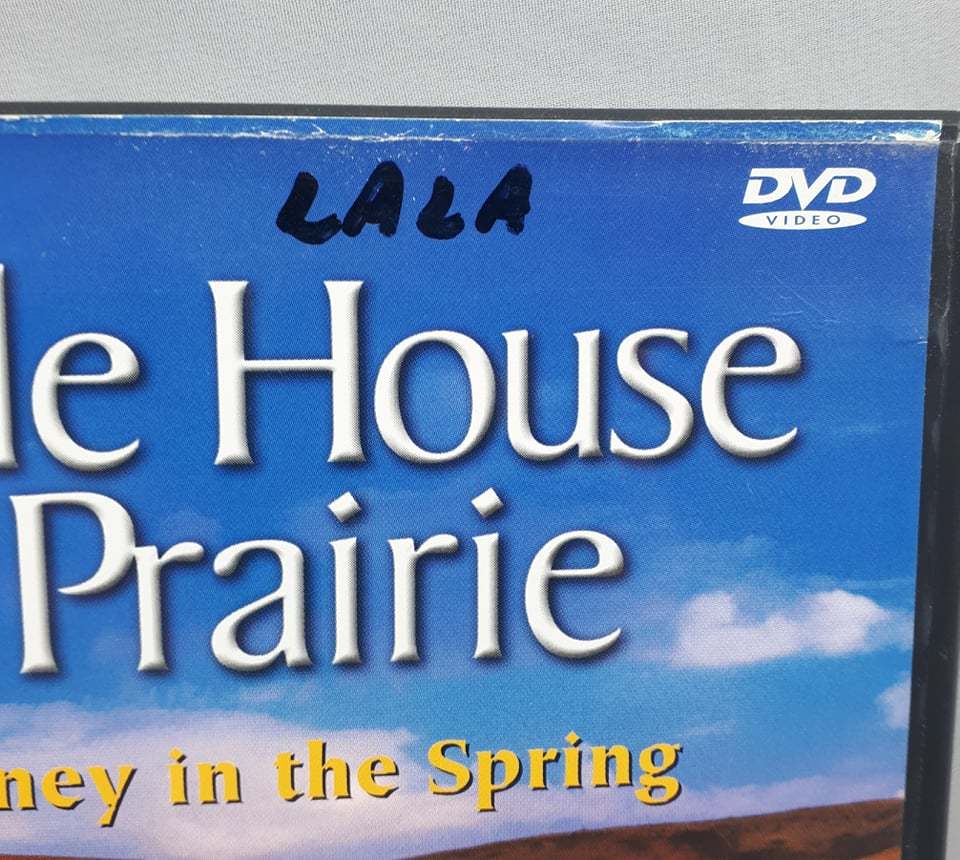 LALA
DVD
VIDEO
le House
Prairie
ney in the Spring